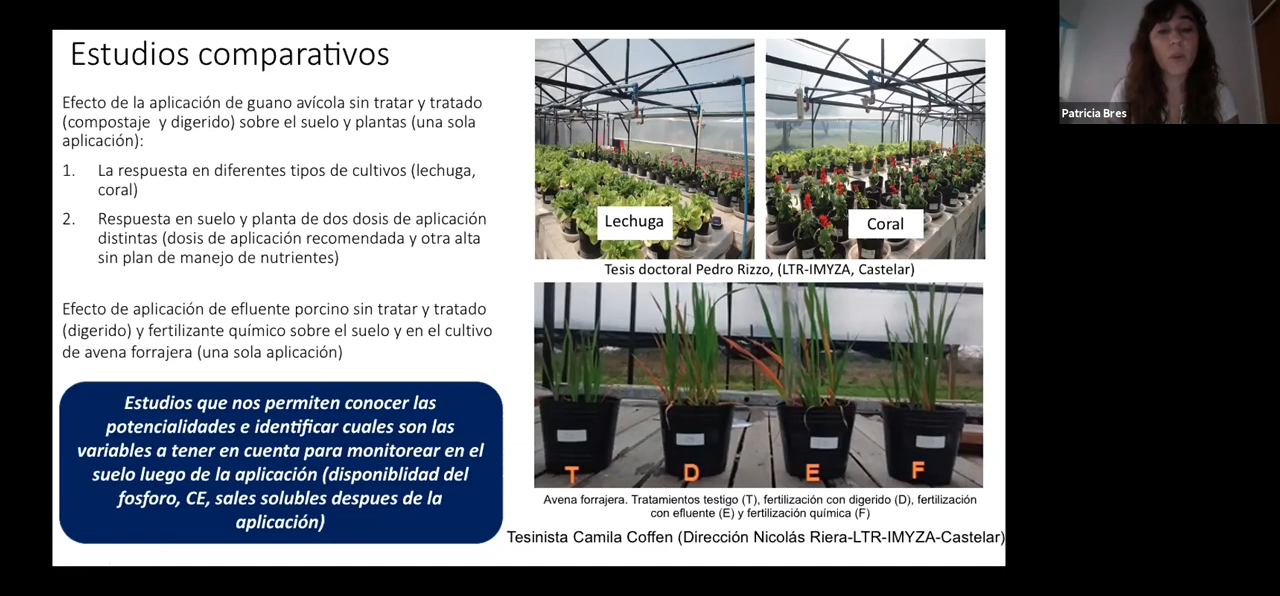 Estudios comparativos
Efecto de la aplicación de guano avícola sin tratar y tratado
(compostaje y digerido) sobre el suelo y plantas (una sola
aplicación):
1. La respuesta en diferentes tipos de cultivos (lechuga,
coral)
2. Respuesta en suelo y planta de dos dosis de aplicación
distintas (dosis de aplicación recomendada y otra alta
sin plan de manejo de nutrientes)
Efecto de aplicación de efluente porcino sin tratar y tratado
(digerido) y fertilizante químico sobre el suelo y en el cultivo
de avena forrajera (una sola aplicación)
Estudios que nos permiten conocer las
potencialidades e identificar cuales son las
variables a tener en cuenta para monitorear en el
suelo luego de la aplicación (disponiblidad del
fosforo, CE, sales solubles despues de la
aplicación)
Lechuga
Coral
Tesis doctoral Pedro Rizzo, (LTR-IMYZA, Castelar)
T
D
E
F
Avena forrajera. Tratamientos testigo (T), fertilización con digerido (D), fertilización
con efluente (E) y fertilización química (F)
Tesinista Camila Coffen (Dirección Nicolás Riera-LTR-IMYZA-Castelar)
Patricia Bres